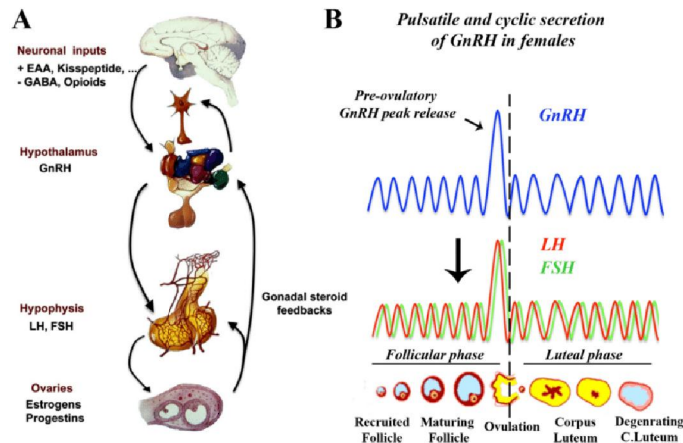 A
Neuronal inputs
+ EAA, Kisspeptide, ...
- GABA, Opioids
Hypothalamus
GnRH
Hypophysis
LH, FSH
Gonadal steroid
feedbacks
Ovaries
Estrogens
Progestins
B
Pulsatile and cyclic secretion
of GnRH in females
Pre-ovulatory
GnRH peak release
GnRH
LH
FSH
Follicular phase
Luteal phase
Recruited
Follicle
Maturing
Follicle
Ovulation
Corpus
Luteum
Degenrating
C.Luteum